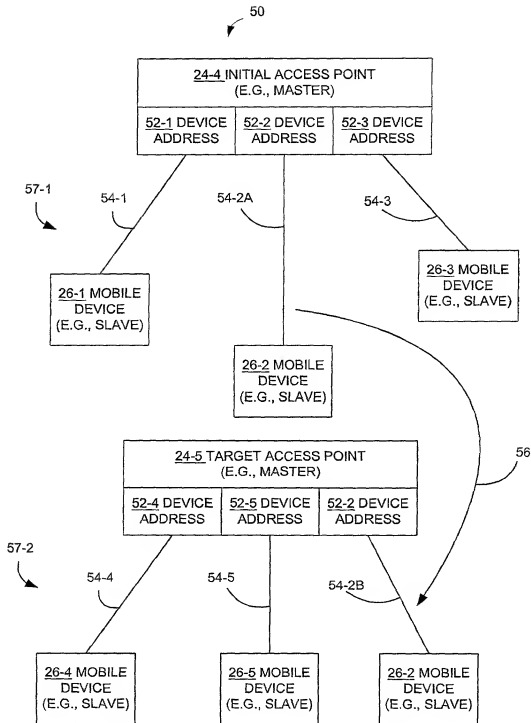 50
24-4 INITIAL ACCESS POINT
(E.G., MASTER)
52-1 DEVICE
ADDRESS
52-2 DEVICE
ADDRESS
52-3 DEVICE
ADDRESS
57-1
54-1
54-2A
54-3
26-1 MOBILE
DEVICE
(E.G., SLAVE)
26-3 MOBILE
DEVICE
(E.G., SLAVE)
26-2 MOBILE
DEVICE
(E.G., SLAVE)
56
24-5 TARGET ACCESS POINT
(E.G., MASTER)
52-4 DEVICE
ADDRESS
52-5 DEVICE
ADDRESS
52-2 DEVICE
ADDRESS
57-2
54-4
54-5
54-2B
26-4 MOBILE
DEVICE
(E.G., SLAVE)
26-5 MOBILE
DEVICE
(E.G., SLAVE)
26-2 MOBILE
DEVICE
(E.G., SLAVE)